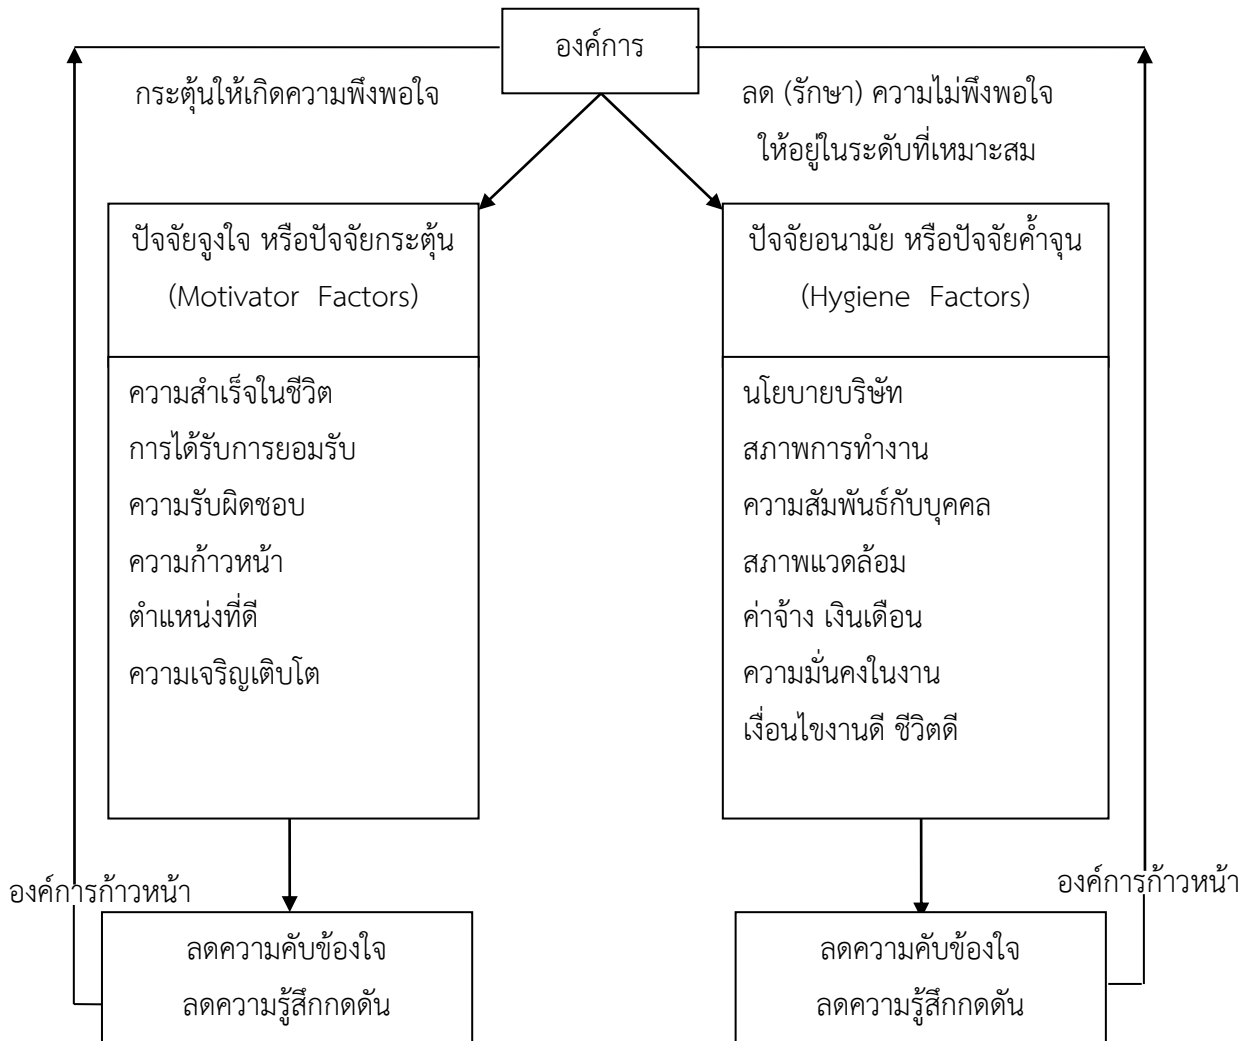 องค์การ
กระตุ้นให้เกิดความพึงพอใจ
ลด (รักษา) ความไม่พึงพอใจ
ให้อยู่ในระดับที่เหมาะสม
ปัจจัยจูงใจ หรือปัจจัยกระตุ้น
(Motivator Factors)
ความสำเร็จในชีวิต
การได้รับการยอมรับ
ความรับผิดชอบ
ความก้าวหน้า
ตำแหน่งที่ดี
ความเจริญเติบโต
ปัจจัยอนามัย หรือปัจจัยค้ำจุน
(Hygiene Factors)
นโยบายบริษัท
สภาพการทำงาน
ความสัมพันธ์กับบุคคล
สภาพแวดล้อม
ค่าจ้าง เงินเดือน
ความมั่นคงในงาน
เงื่อนไขงานดี ชีวิตดี
องค์การก้าวหน้า
องค์การก้าวหน้า
ลดความคับข้องใจ
ลดความรู้สึกกดดัน
ลดความคับข้องใจ
ลดความรู้สึกกดดัน